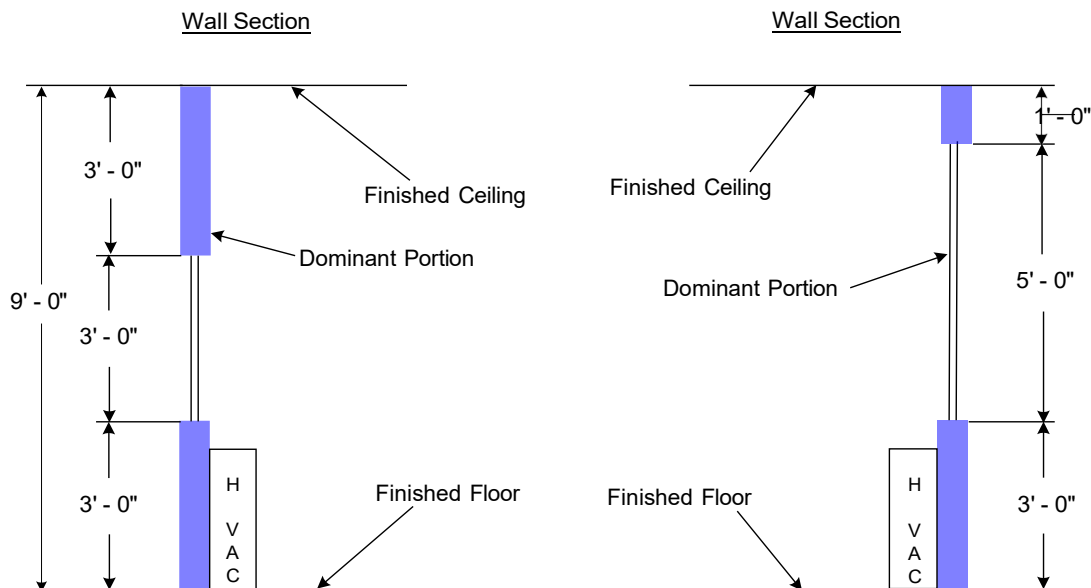 Wall Section
3' - 0"
Finished Ceiling
Dominant Portion
9' - 0"
3' - 0"
3' - 0"
Finished Floor
H
V
A
C
Wall Section
1' - 0"
Finished Ceiling
Dominant Portion
5' - 0"
Finished Floor
H
V
A
C
3' - 0"